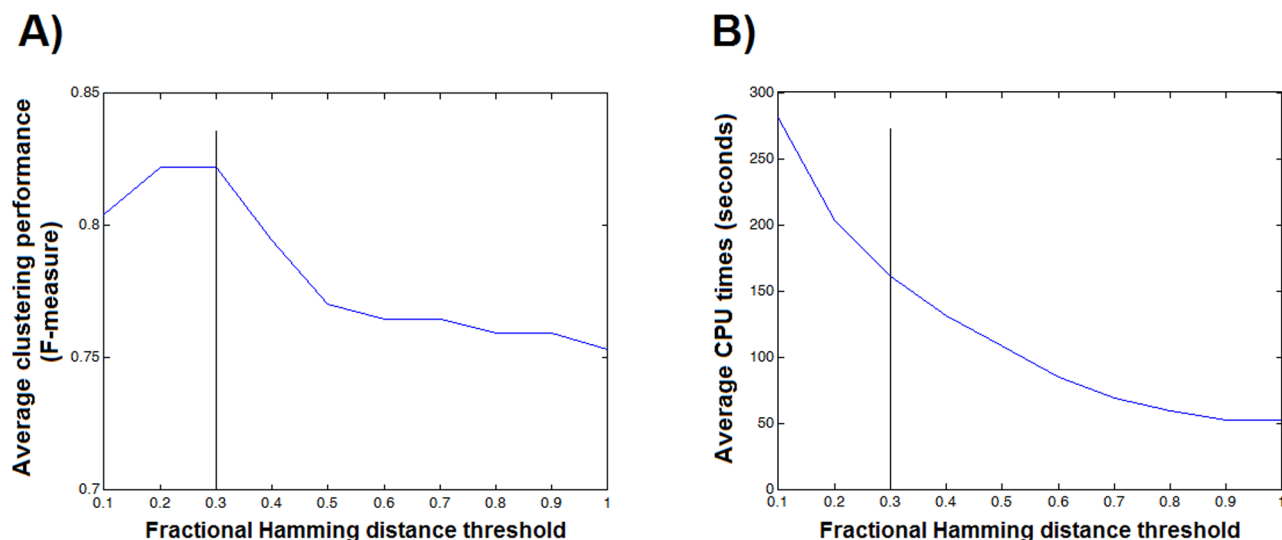 A)
Average clustering performance
(F-measure)
0.85
0.8
0.75
0.7
0.1 0.2 0.3 0.4 0.5 0.6 0.7 0.8 0.9 1
Fractional Hamming distance threshold
B)
Average CPU times (seconds)
300
250
200
150
100
50
0
0.1 0.2 0.3 0.4 0.5 0.6 0.7 0.8 0.9 1
Fractional Hamming distance threshold